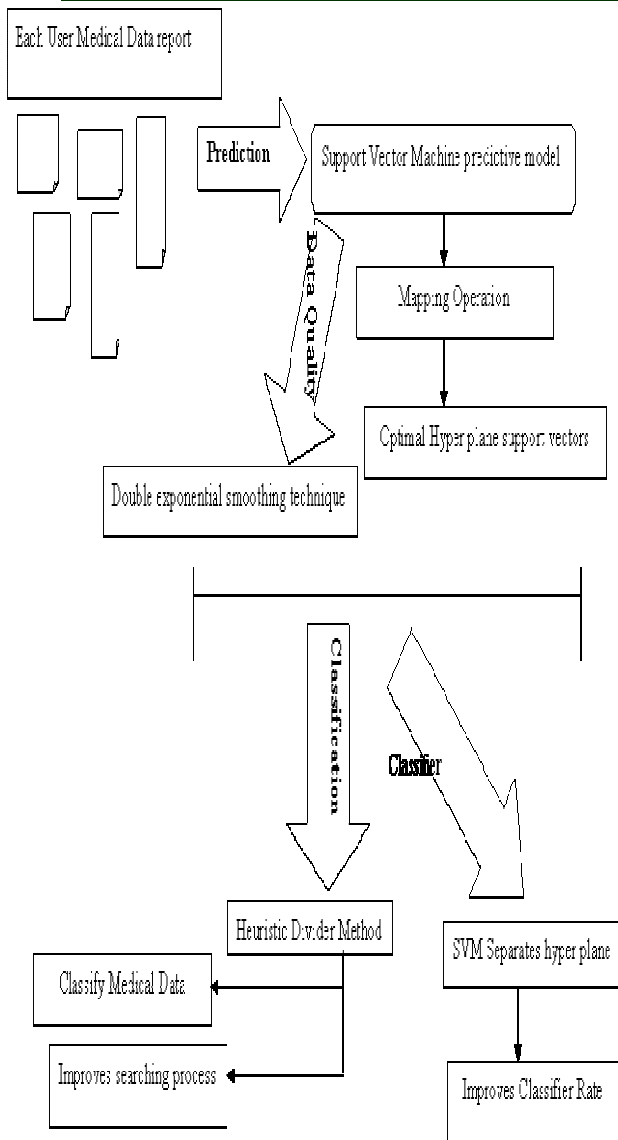 Each User Medical Data report
Prediction
Support Vector Machine predictive model
Data Quality
Mapping Operation
Optimal Hyper plane support vectors
Double exponential smoothing technique
Classification
Classifier
Heuristic Divider Method
SVM Separates hyper plane
Classify Medical Data
Improves searching process
Improves Classifier Rate